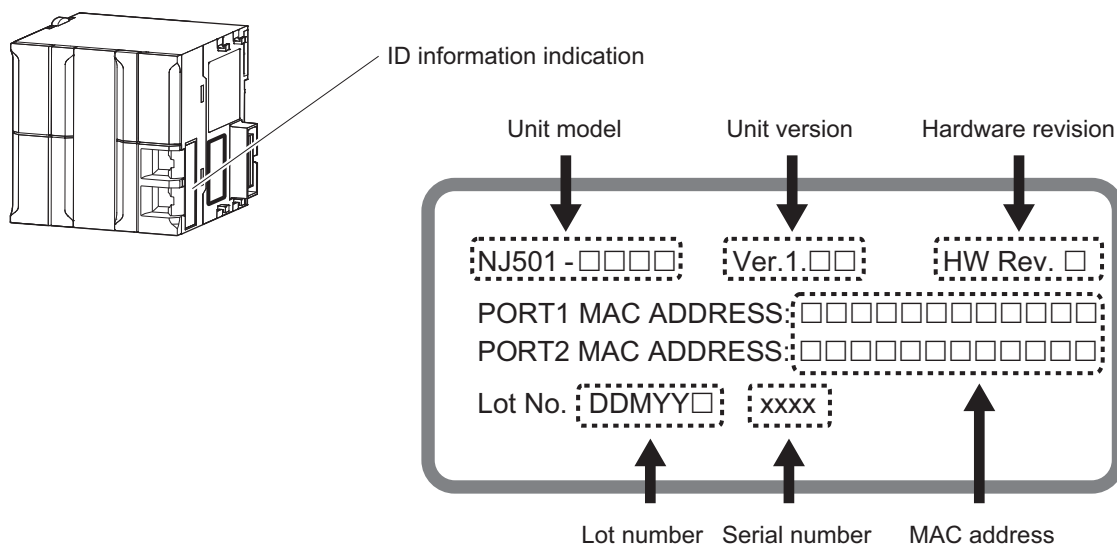 ID information indication
Unit model Unit version Hardware revision
NJ501 - □□□□ Ver.1.□□ HW Rev. □
PORT1 MAC ADDRESS: □□□□□□□□□□□□
PORT2 MAC ADDRESS: □□□□□□□□□□□□
Lot No. DDMYY□ xxxx
Lot number Serial number MAC address